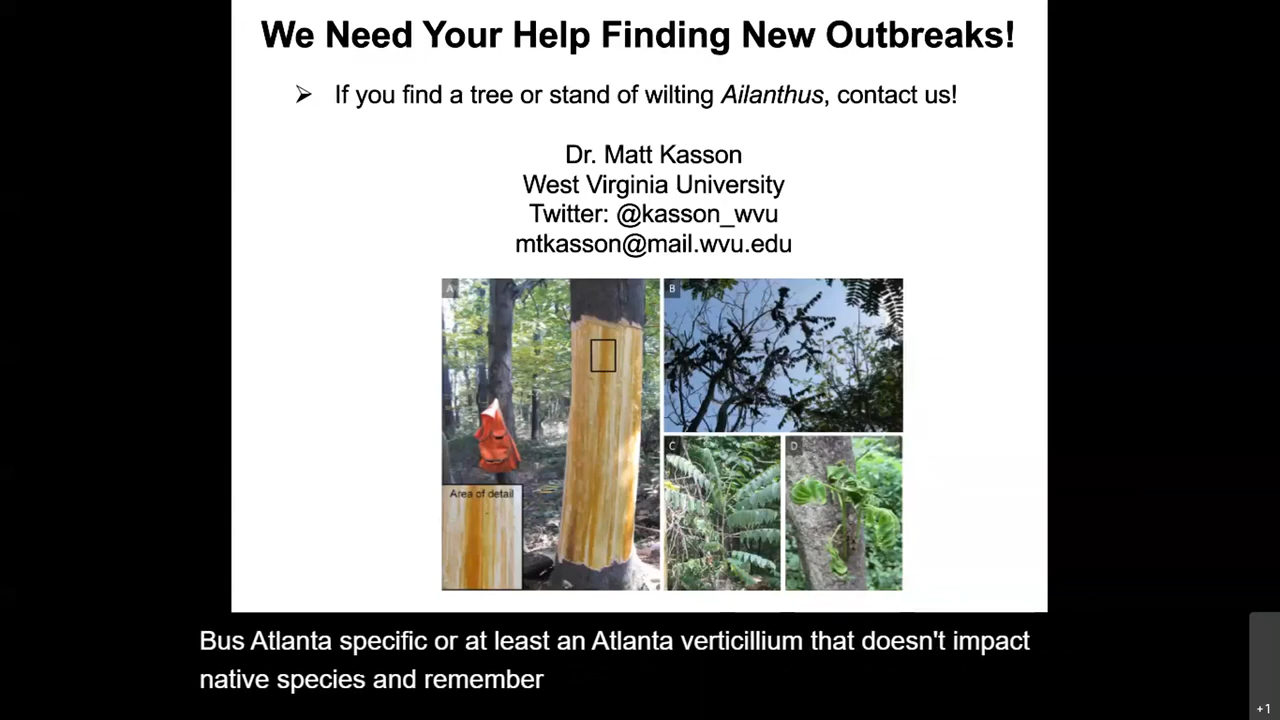 We Need Your Help Finding New Outbreaks!
➢ If you find a tree or stand of wilting Ailanthus, contact us!
Dr. Matt Kasson
West Virginia University
Twitter: @kasson_wvu
mtkasson@mail.wvu.edu
A
B
C
D
Area of detail
Bus Atlanta specific or at least an Atlanta verticillium that doesn't impact
native species and remember
+1